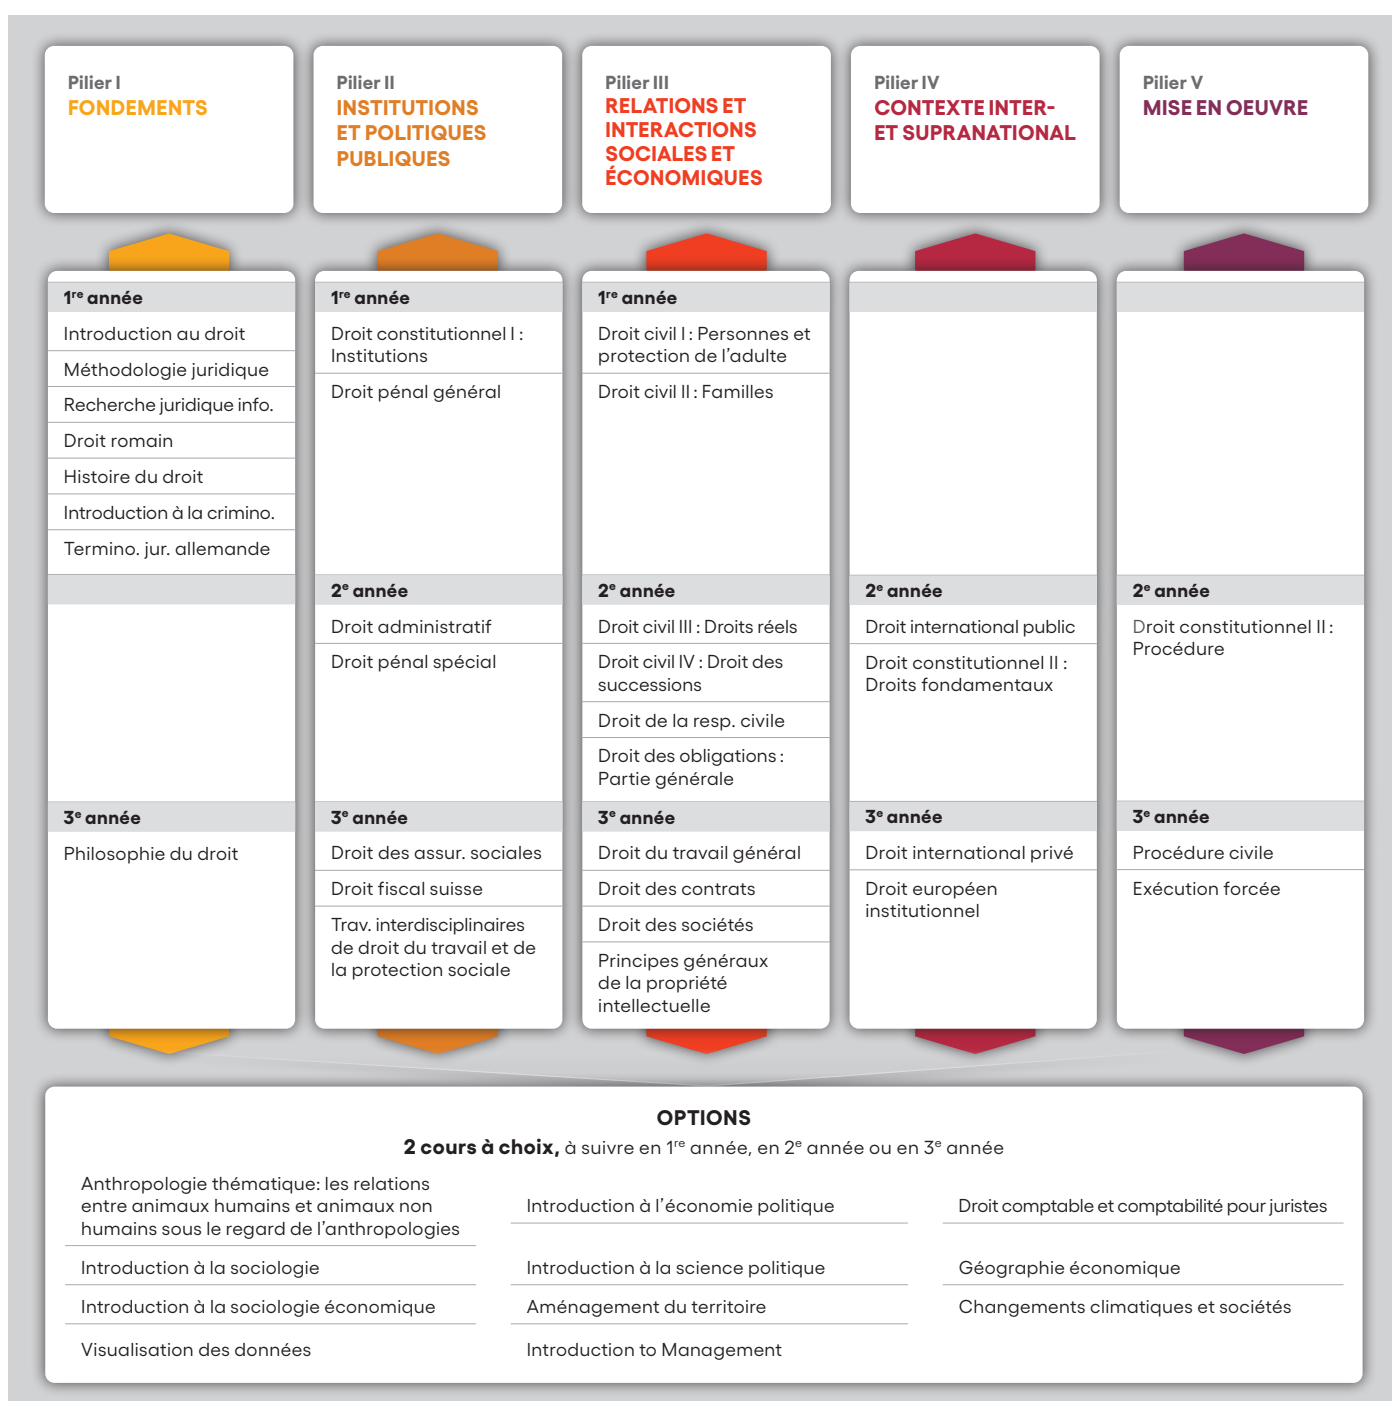 Pilier I
FONDEMENTS
Pilier II
INSTITUTIONS
ET POLITIQUES
PUBLIQUES
Pilier III
RELATIONS ET
INTERACTIONS
SOCIALES ET
ÉCONOMIQUES
Pilier IV
CONTEXTE INTER-
ET SUPRANATIONAL
Pilier V
MISE EN OEUVRE
1re année
Introduction au droit
Méthodologie juridique
Recherche juridique info.
Droit romain
Histoire du droit
Introduction à la crimino.
Termino. jur. allemande
3e année
Philosophie du droit
1re année
Droit constitutionnel I :
Institutions
Droit pénal général
2e année
Droit administratif
Droit pénal spécial
3e année
Droit des assur. sociales
Droit fiscal suisse
Trav. interdisciplinaires
de droit du travail et de
la protection sociale
1re année
Droit civil I : Personnes et
protection de l'adulte
Droit civil II : Familles
2e année
Droit civil III : Droits réels
Droit civil IV : Droit des
successions
Droit de la resp. civile
Droit des obligations :
Partie générale
3e année
Droit du travail général
Droit des contrats
Droit des sociétés
Principes généraux
de la propriété
intellectuelle
2e année
Droit international public
Droit constitutionnel II :
Droits fondamentaux
3e année
Droit international privé
Droit européen
institutionnel
2e année
Droit constitutionnel II :
Procédure
3e année
Procédure civile
Exécution forcée
OPTIONS
2 cours à choix, à suivre en 1re année, en 2e année ou en 3e année
Anthropologie thématique: les relations
entre animaux humains et animaux non
humains sous le regard de l'anthropologies
Introduction à la sociologie
Introduction à la sociologie économique
Visualisation des données
Introduction à l'économie politique
Introduction à la science politique
Aménagement du territoire
Introduction to Management
Droit comptable et comptabilité pour juristes
Géographie économique
Changements climatiques et sociétés